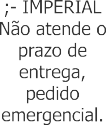 ;- IMPERIAL
Não atende o
prazo de
entrega,
pedido
emergencial.